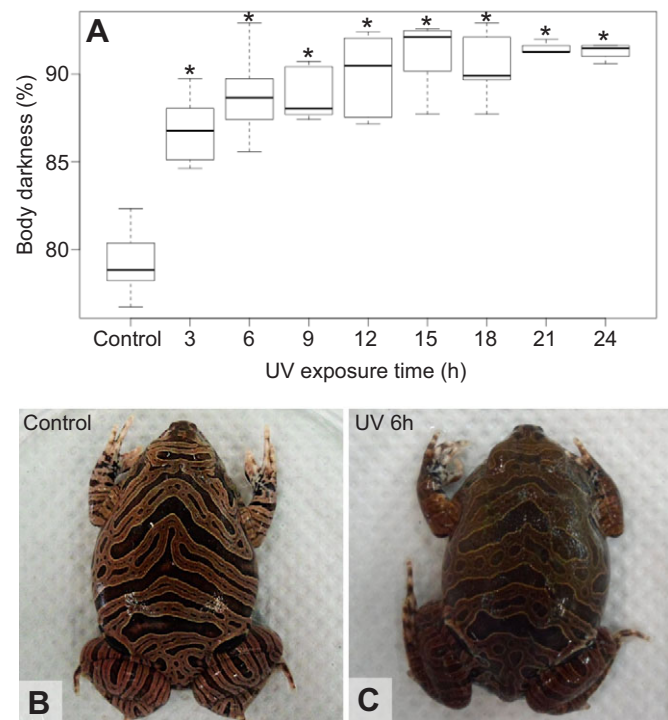 A
Body darkness (%)
90
85
80
* * * * * * * *
Control 3 6 9 12 15 18 21 24
UV exposure time (h)
Control
B
UV 6h
C